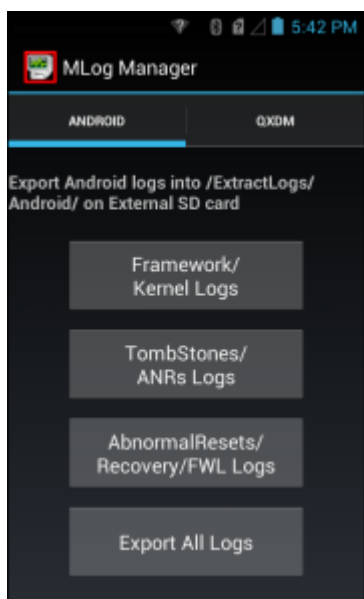 5:42 PM
MLog Manager
ANDROID QXDM
Export Android logs into /ExtractLogs/
Android/ on External SD card
Framework/
Kernel Logs
TombStones/
ANRs Logs
AbnormalResets/
Recovery/FWL Logs
Export All Logs